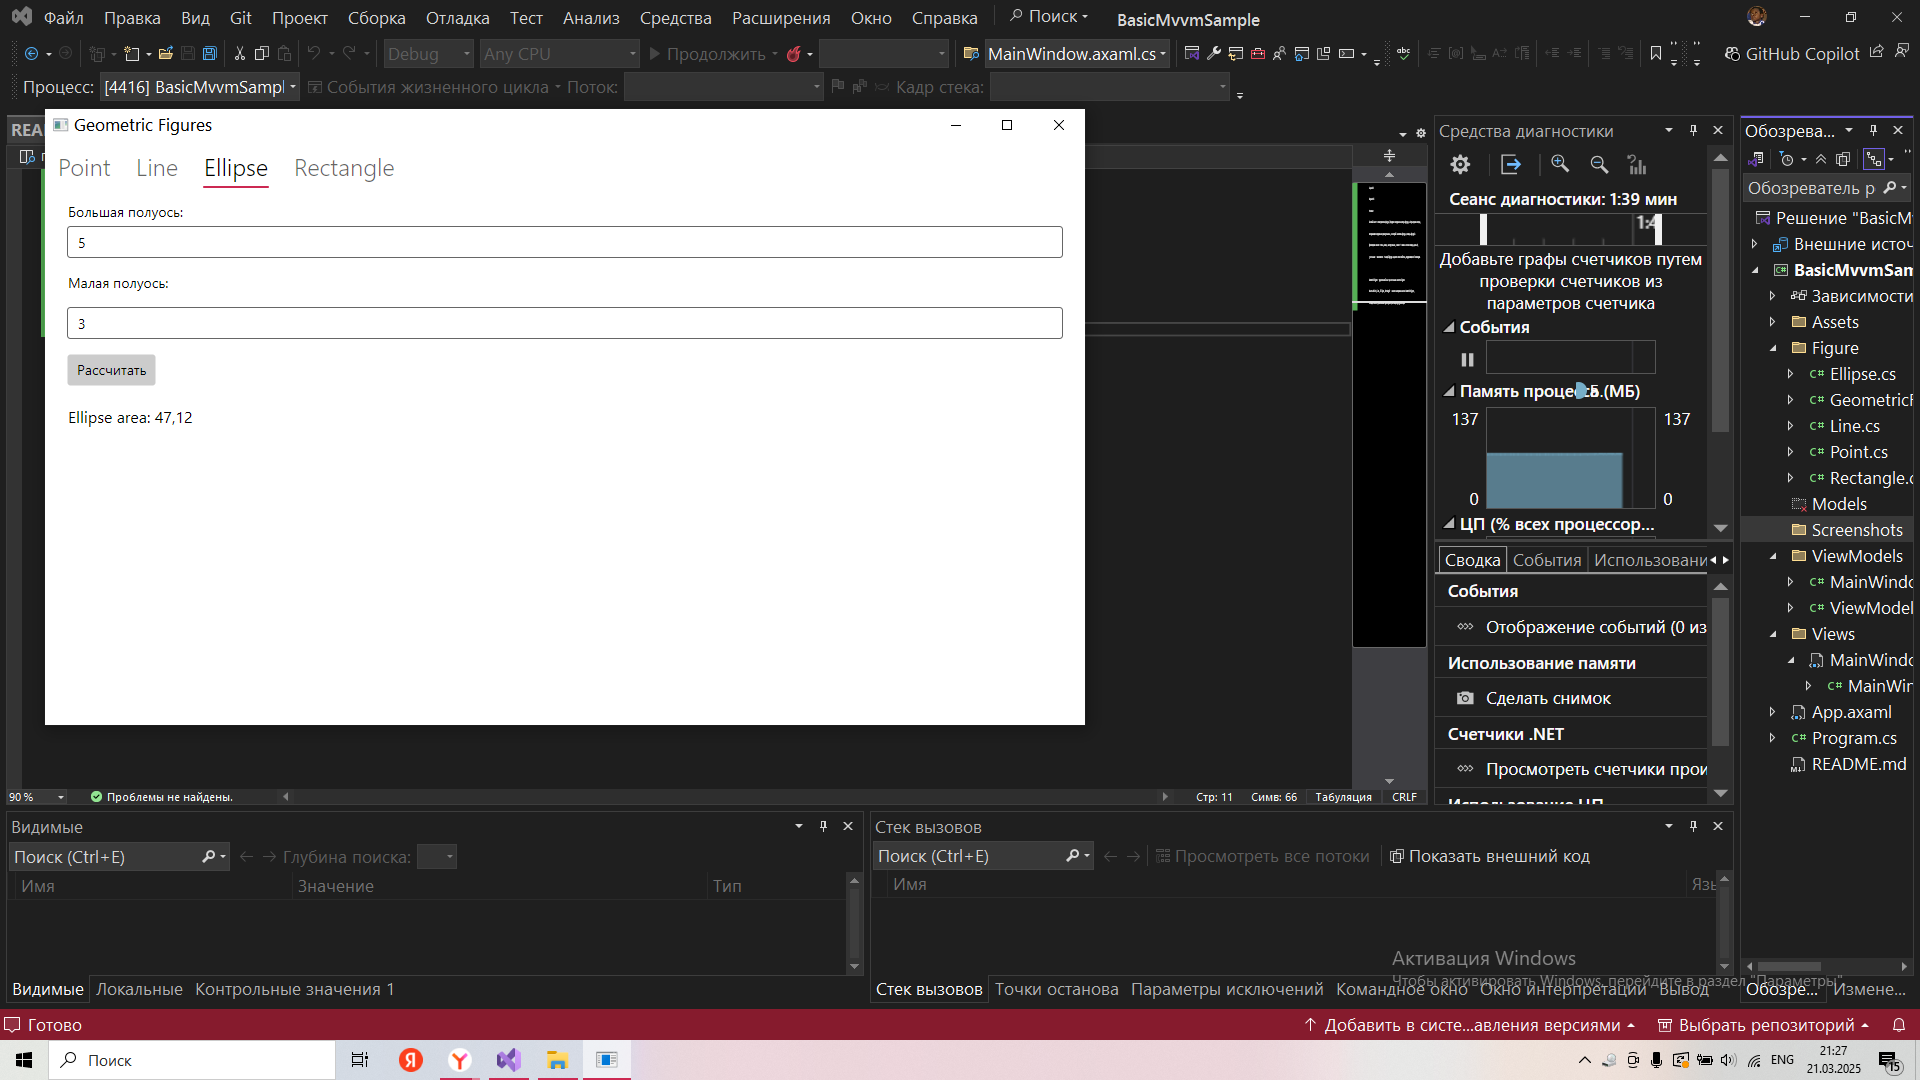 Файл Правка Вид Git Проект Сборка Отладка Тест Анализ Средства Расширения Окно Справка Поиск BasicMvvmSample
Debug Any CPU Продолжить MainWindow.axaml.cs GitHub Copilot
Процесс: [4416] BasicMvvmSampl События жизненного цикла Поток: Кадр стека:
REA
Geometric Figures
Point Line Ellipse Rectangle
Большая полуось:
5
Малая полуось:
3
Рассчитать
Ellipse area: 47,12
90 % Проблемы не найдены. Стр: 11 Симв: 66 Табуляция CRLF
Средства диагностики
Сеанс диагностики: 1:39 мин
1:4
Добавьте графы счетчиков путем
проверки счетчиков из
параметров счетчика
События
Память процесса (МБ)
137 137
0 0
ЦП (% всех процессор...
Сводка События Использовани
События
Отображение событий (0 из
Использование памяти
Сделать снимок
Счетчики .NET
Просмотреть счетчики прои
Использование ЦП
Обозрева...
Обозреватель р
Решение "BasicM
Внешние источ
BasicMvvmSam
Зависимости
Assets
Figure
Ellipse.cs
Geometric
Line.cs
Point.cs
Rectangle.c
Models
Screenshots
ViewModels
MainWindo
ViewModel
Views
MainWindo
MainWin
App.axaml
Program.cs
README.md
Обозре... Измене...
Видимые
Поиск (Ctrl+E) Глубина поиска:
Имя Значение Тип
Видимые Локальные Контрольные значения 1
Стек вызовов
Поиск (Ctrl+E) Просмотреть все потоки Показать внешний код
Имя Язы
Стек вызовов Точки останова Параметры исключений Командное окно Окно интерпретации Вывод
Активация Windows
Чтобы активировать Windows, перейдите в раздел "Параметры".
Готово Добавить в систе...авления версиями Выбрать репозиторий
Поиск
ENG
21:27
21.03.2025
15